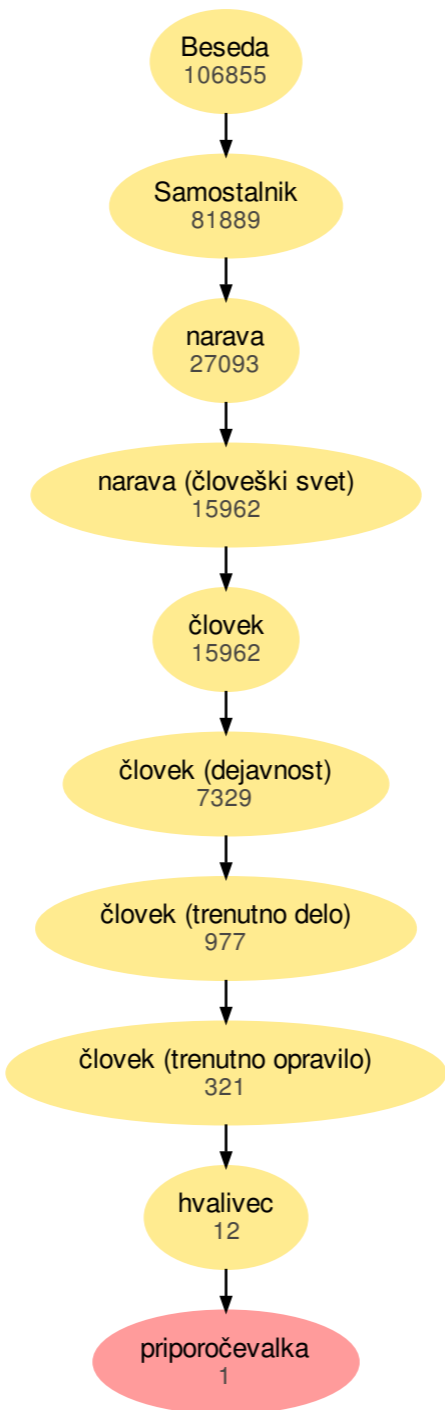 Beseda
106855
Samostalnik
81889
narava
27093
narava (človeški svet)
15962
človek
15962
človek (dejavnost)
7329
človek (trenutno delo)
977
človek (trenutno opravilo)
321
hvalivec
12
priporočevalka
1